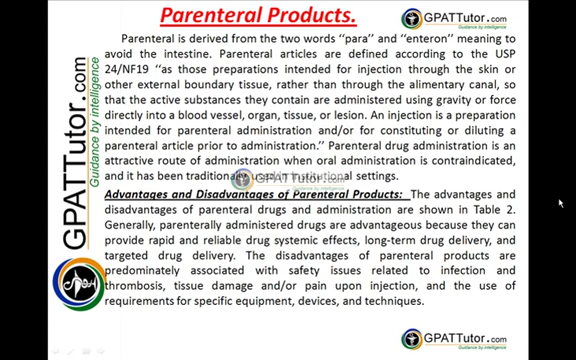 Parenteral Products.
GPATTutor.com
Guidance by intelligence
Parenteral is derived from the two words "para" and "enteron" meaning to
avoid the intestine. Parenteral articles are defined according to the USP
24/NF19 "as those preparations intended for injection through the skin or
other external boundary tissue, rather than through the alimentary canal,
so that the active substances they contain are administered using gravity or force
directly into a blood vessel, organ, tissue, or lesion. An injection is a preparation
intended for parenteral administration and/or for constituting or diluting a
parenteral article prior to administration." Parenteral drug administration is an
attractive route of administration when oral administration is contraindicated,
and it has been traditionally used in institutional settings.
GPATTutor.com
Advantages and Disadvantages of Parenteral Products: The advantages and
disadvantages of parenteral drugs and administration are shown in Table 2.
Generally, parenterally administered drugs are advantageous because they can
provide rapid and reliable drug systemic effects, long-term drug delivery, and
targeted drug delivery. The disadvantages of parenteral products are
predominately associated with safety issues related to infection and
thrombosis, tissue damage and/or pain upon injection, and the use of
requirements for specific equipment, devices, and techniques.
GPATTutor.com
Guidance by intelligence
GPATTutor.com
Guidance by intelligence